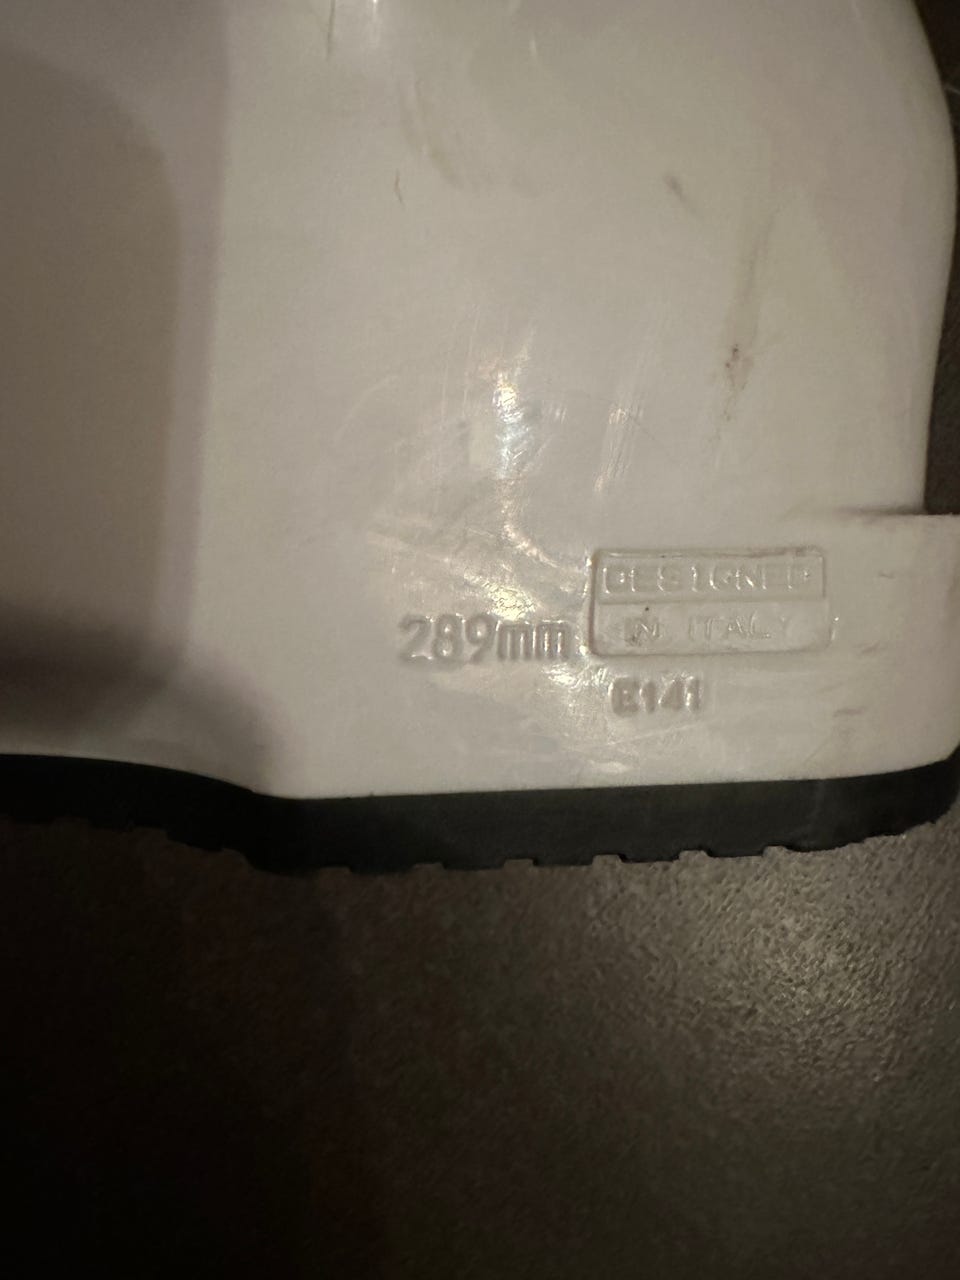 DESIGNED
IN ITALY
289mm
E141